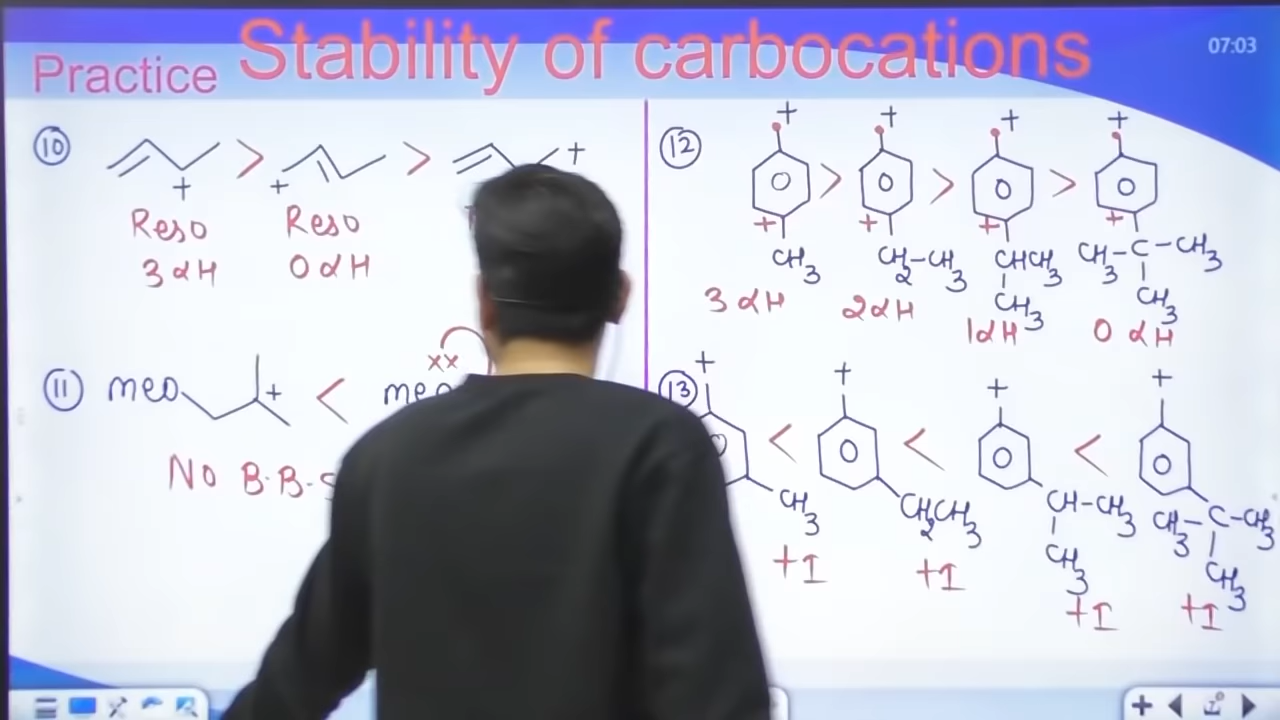 Practice Stability of carbocations
07:03
10 > >
+ + +
Reso Reso
3αH 0αH
11 meo + < meo
xx
No B.B.S
12 > > >
+ + + +
+ + + +
CH3 CH2-CH3 CHCH3 CH3-C-CH3
CH3 CH3
3αH 2αH 1αH 0αH
13 < < <
+ + + +
CH3 CH2CH3 CH-CH3 CH3-C-CH3
CH3 CH3
+I +I +I +I